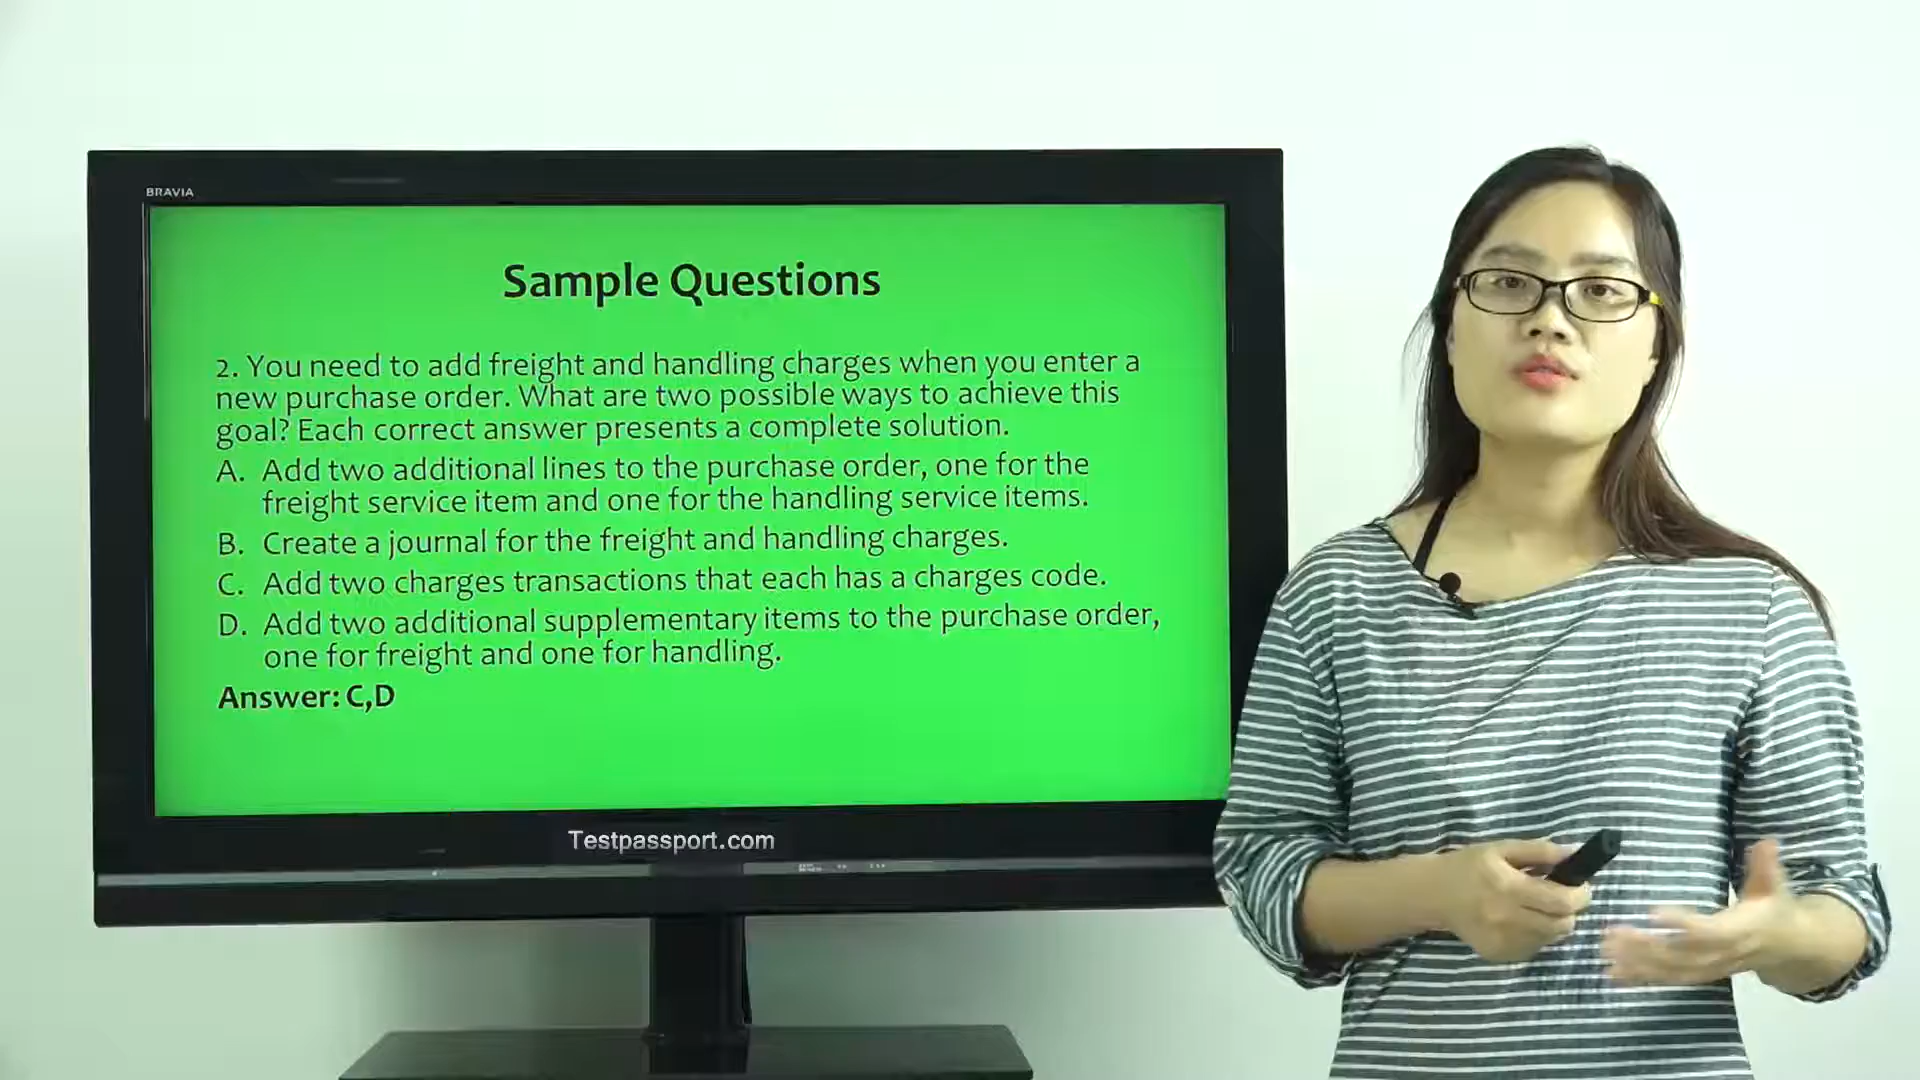 BRAVIA
Sample Questions
2. You need to add freight and handling charges when you enter a
new purchase order. What are two possible ways to achieve this
goal? Each correct answer presents a complete solution.
A. Add two additional lines to the purchase order, one for the
freight service item and one for the handling service items.
B. Create a journal for the freight and handling charges.
C. Add two charges transactions that each has a charges code.
D. Add two additional supplementary items to the purchase order,
one for freight and one for handling.
Answer: C,D
Testpassport.com